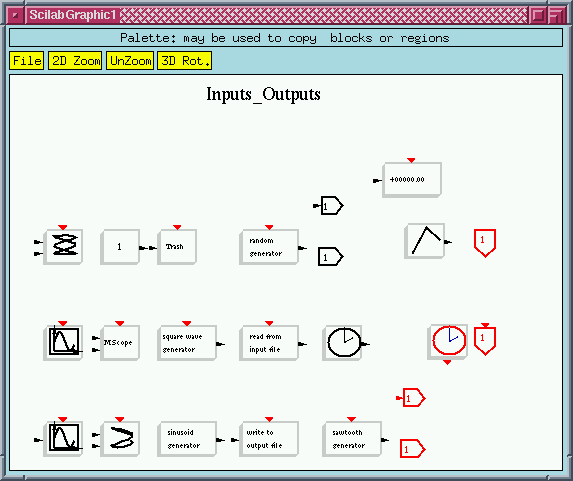 ScilabGraphic1
Palette: may be used to copy  blocks or regions
File
2D Zoom
UnZoom
3D Rot.
Inputs_Outputs
+00000.00
1
1
Trash
random
generator
1
1
MScope
square wave
generator
read from
input file
1
1
sinusoid
generator
write to
output file
sawtooth
generator
1